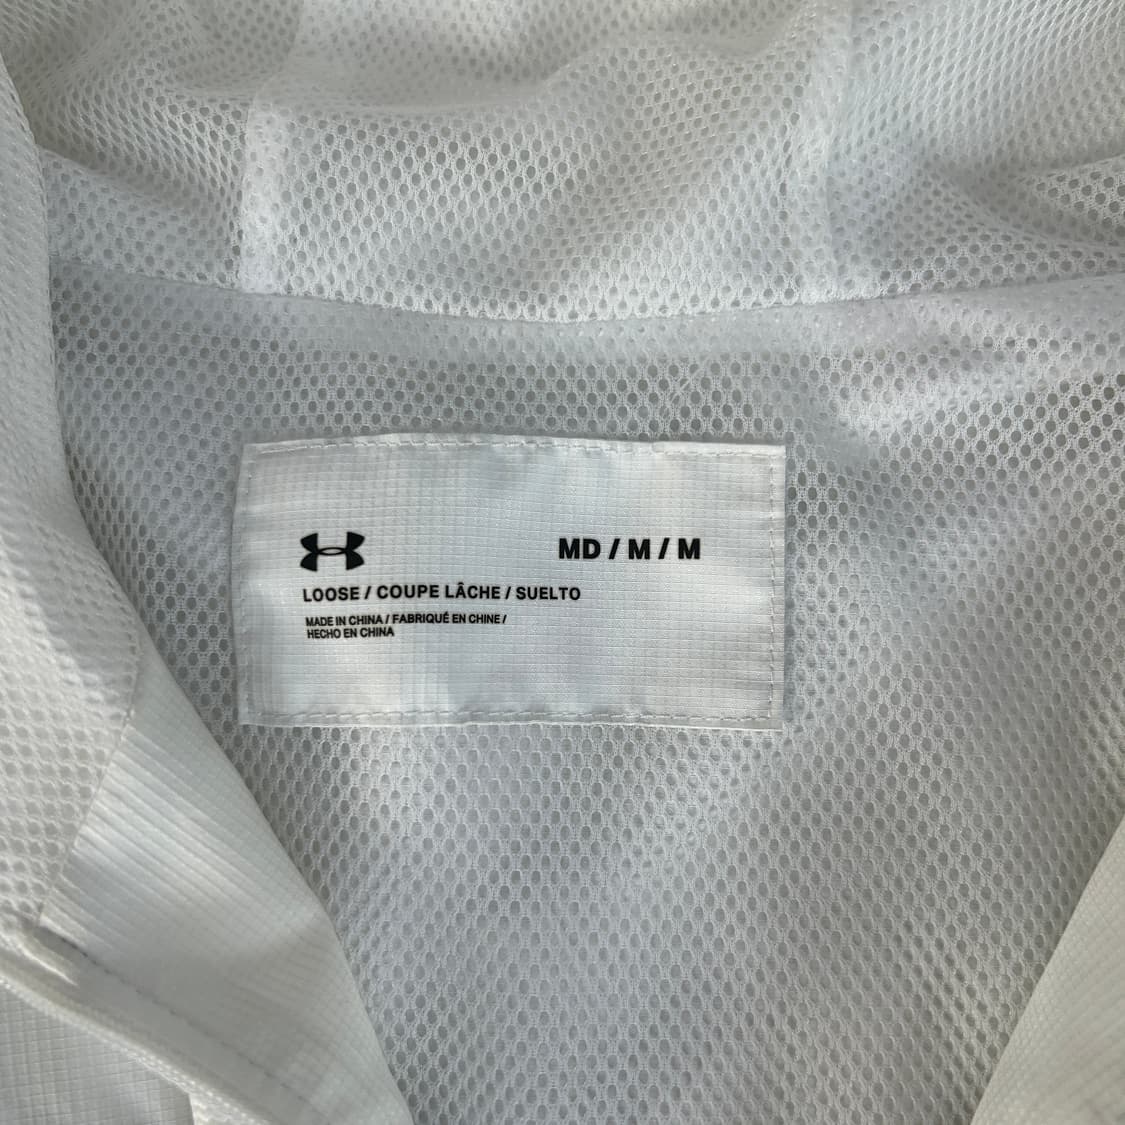 MD / M / M
LOOSE / COUPE LÂCHE / SUELTO
MADE IN CHINA / FABRIQUÉ EN CHINE /
HECHO EN CHINA